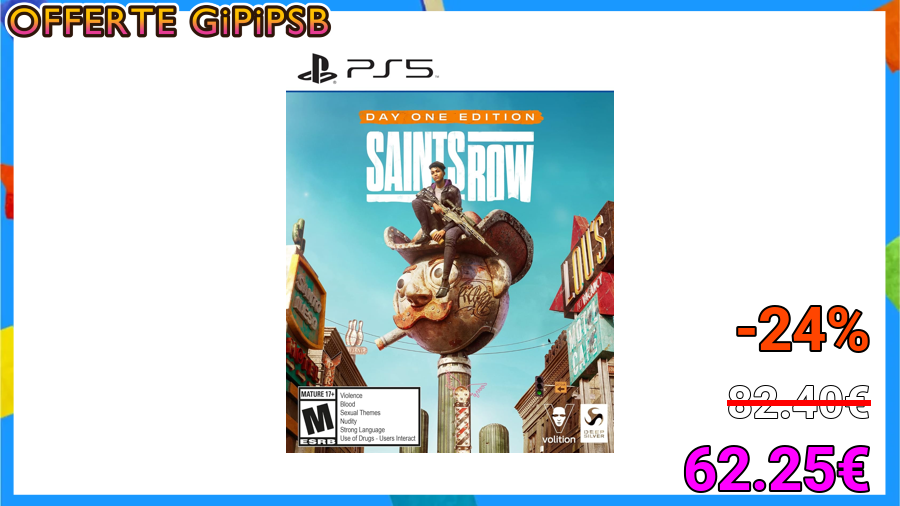 OFFERTE GiPiPSB
PS5
DAY ONE EDITION
SAINTS ROW
LOU'S
MATURE 17+
M
ESRB
Violence
Blood
Sexual Themes
Nudity
Strong Language
Use of Drugs - Users Interact
volition
DEEP
SILVER
-24%
82.40€
62.25€